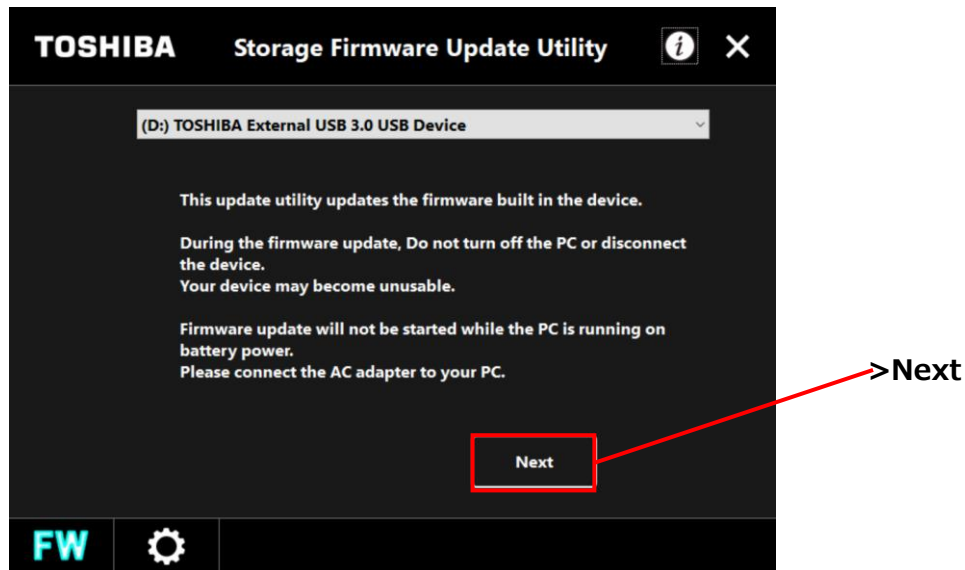 TOSHIBA Storage Firmware Update Utility i ×
(D:) TOSHIBA External USB 3.0 USB Device
This update utility updates the firmware built in the device.
During the firmware update, Do not turn off the PC or disconnect
the device.
Your device may become unusable.
Firmware update will not be started while the PC is running on
battery power.
Please connect the AC adapter to your PC.
>Next
Next
FW